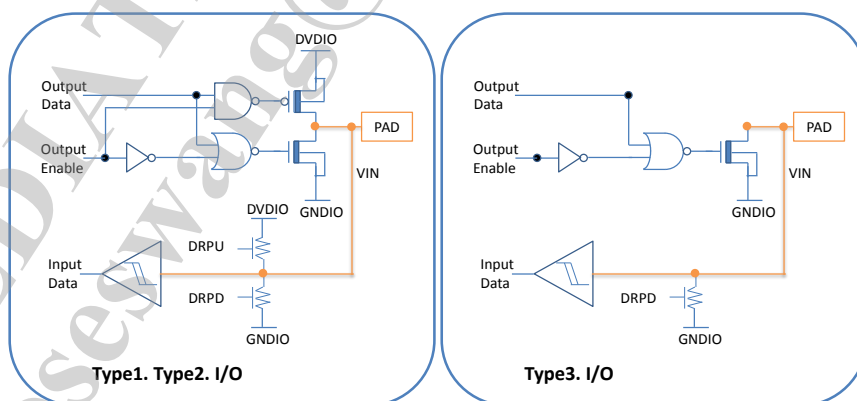 DVDIO
Output
Data
PAD
Output
Enable
VIN
GNDIO
DVDIO
DRPU
Input
Data
DRPD
GNDIO
Type1. Type2. I/O
Output
Data
PAD
Output
Enable
VIN
GNDIO
Input
Data
DRPD
GNDIO
Type3. I/O